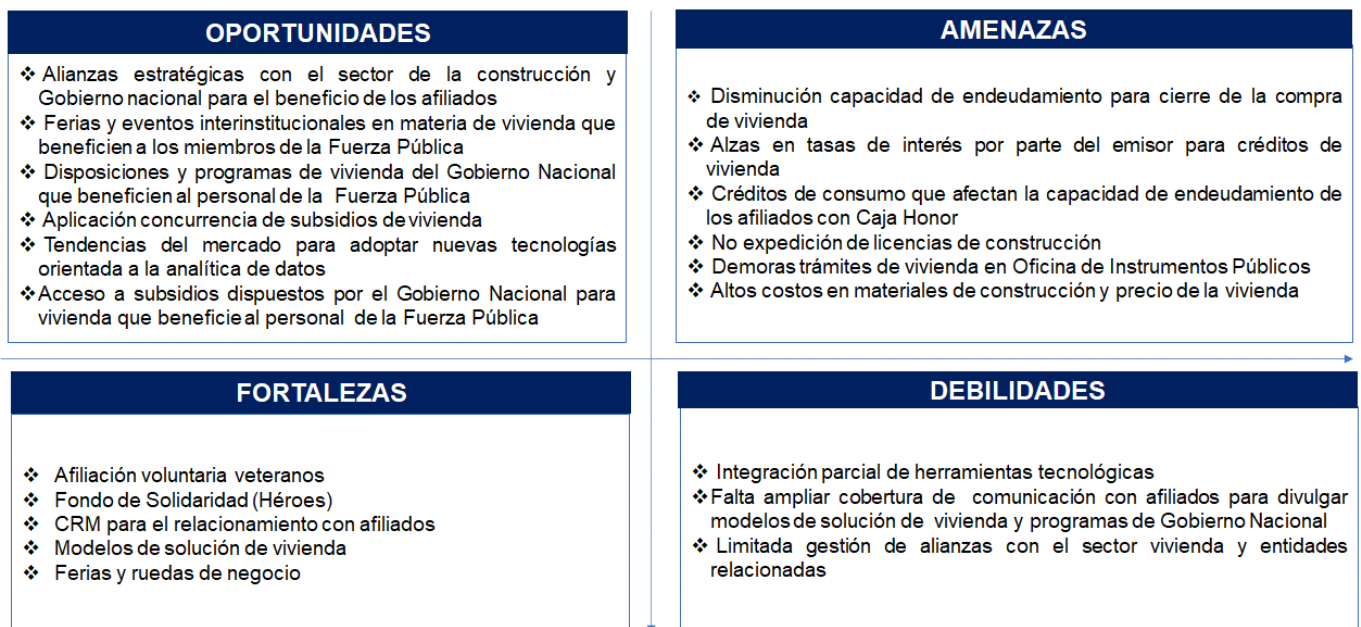 OPORTUNIDADES
❖ Alianzas estratégicas con el sector de la construcción y
Gobierno nacional para el beneficio de los afiliados
❖ Ferias y eventos interinstitucionales en materia de vivienda que
beneficien a los miembros de la Fuerza Pública
❖ Disposiciones y programas de vivienda del Gobierno Nacional
que beneficien al personal de la Fuerza Pública
❖ Aplicación concurrencia de subsidios de vivienda
❖ Tendencias del mercado para adoptar nuevas tecnologías
orientada a la analítica de datos
❖ Acceso a subsidios dispuestos por el Gobierno Nacional para
vivienda que beneficie al personal de la Fuerza Pública
AMENAZAS
❖ Disminución capacidad de endeudamiento para cierre de la compra
de vivienda
❖ Alzas en tasas de interés por parte del emisor para créditos de
vivienda
❖ Créditos de consumo que afectan la capacidad de endeudamiento de
los afiliados con Caja Honor
❖ No expedición de licencias de construcción
❖ Demoras trámites de vivienda en Oficina de Instrumentos Públicos
❖ Altos costos en materiales de construcción y precio de la vivienda
FORTALEZAS
❖ Afiliación voluntaria veteranos
❖ Fondo de Solidaridad (Héroes)
❖ CRM para el relacionamiento con afiliados
❖ Modelos de solución de vivienda
❖ Ferias y ruedas de negocio
DEBILIDADES
❖ Integración parcial de herramientas tecnológicas
❖ Falta ampliar cobertura de comunicación con afiliados para divulgar
modelos de solución de vivienda y programas de Gobierno Nacional
❖ Limitada gestión de alianzas con el sector vivienda y entidades
relacionadas